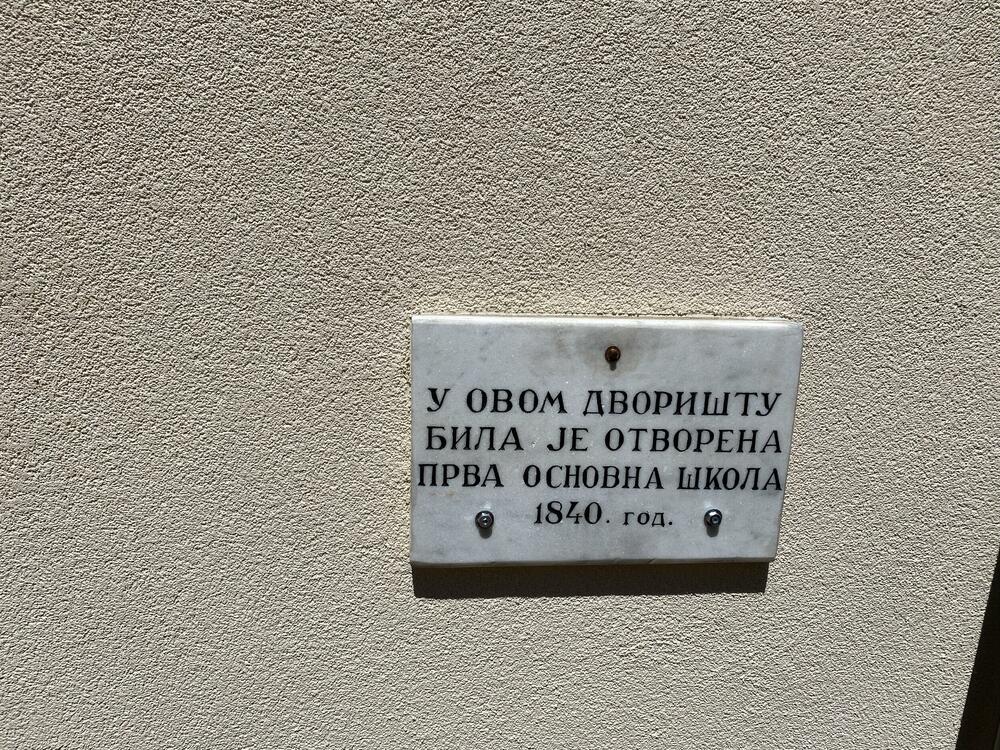 У ОВОМ ДВОРИШТУ
БИЛА ЈЕ ОТВОРЕНА
ПРВА ОСНОВНА ШКОЛА
1840. год.